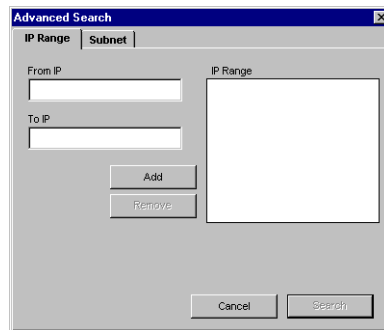 Advanced Search
IP Range Subnet
From IP
IP Range
To IP
Add
Remove
Cancel
Search